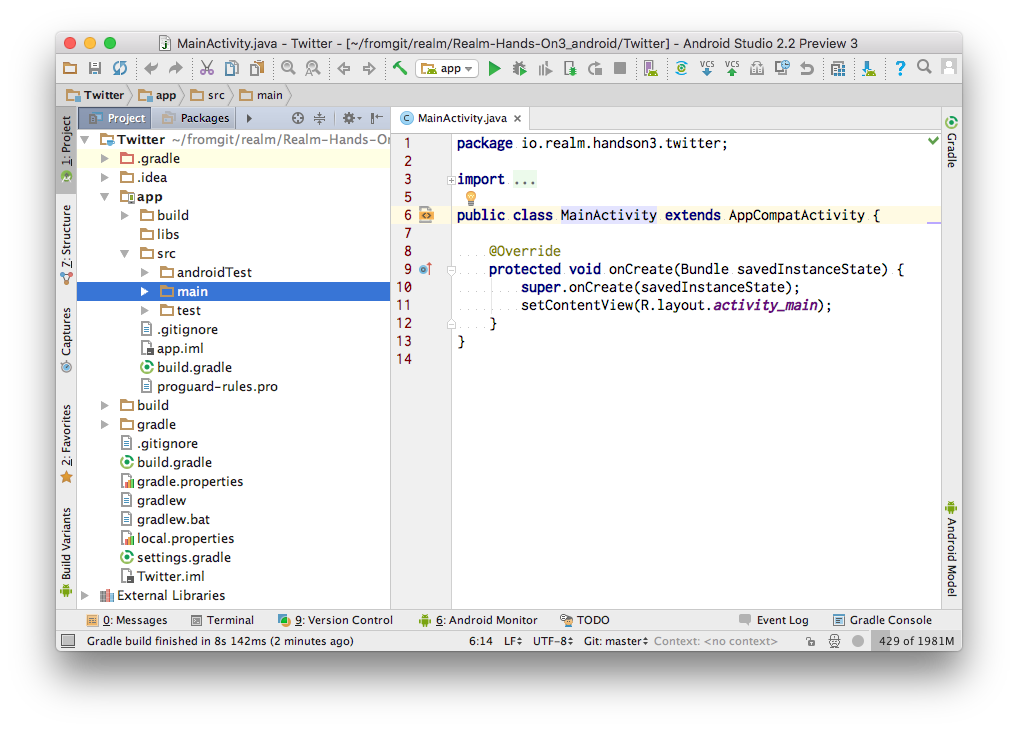 MainActivity.java - Twitter - [~/fromgit/realm/Realm-Hands-On3_android/Twitter] - Android Studio 2.2 Preview 3
app
VCS
VCS
Twitter
app
src
main
Project
Packages
MainActivity.java
1: Project
Z: Structure
Captures
2: Favorites
Build Variants
Twitter ~/fromgit/realm/Realm-Hands-Or
.gradle
.idea
app
build
libs
src
androidTest
main
test
.gitignore
app.iml
build.gradle
proguard-rules.pro
build
gradle
.gitignore
build.gradle
gradle.properties
gradlew
gradlew.bat
local.properties
settings.gradle
Twitter.iml
External Libraries
1 package io.realm.handson3.twitter;
2
3 import ...
5
6 public class MainActivity extends AppCompatActivity {
7
8 @Override
9 protected void onCreate(Bundle savedInstanceState) {
10 super.onCreate(savedInstanceState);
11 setContentView(R.layout.activity_main);
12 }
13 }
14
Gradle
Android Model
0: Messages
Terminal
9: Version Control
6: Android Monitor
TODO
Event Log
Gradle Console
Gradle build finished in 8s 142ms (2 minutes ago)
6:14
LF
UTF-8
Git: master
Context: <no context>
429 of 1981M